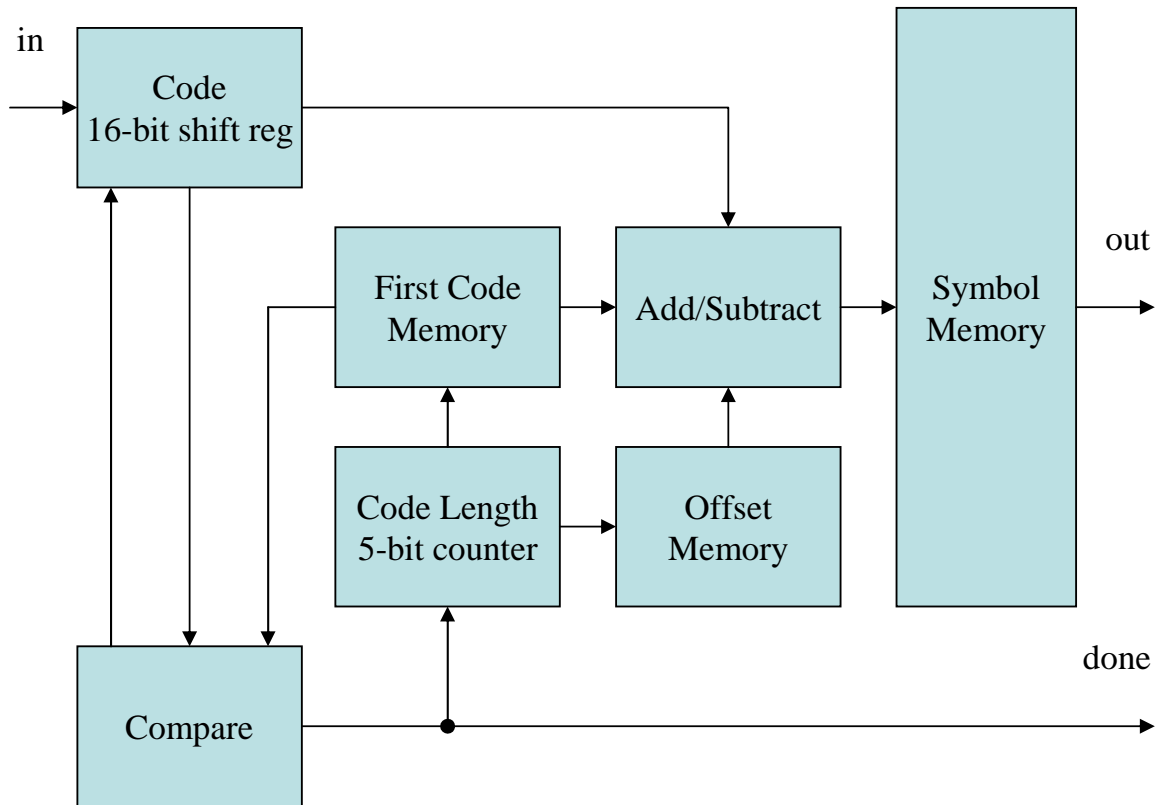 in
Code
16-bit shift reg
First Code
Memory
Add/Subtract
Symbol
Memory
out
Code Length
5-bit counter
Offset
Memory
Compare
done